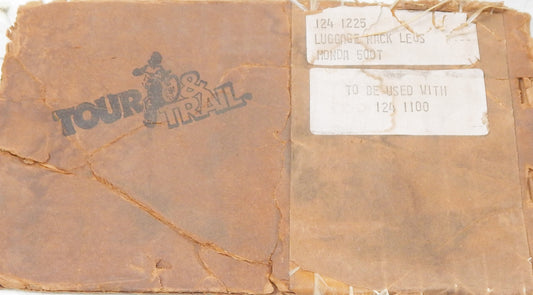 TOUR & TRAIL
124 1225
LUGGAGE RACK LEGS
HONDA 500T
TO BE USED WITH
124 1100